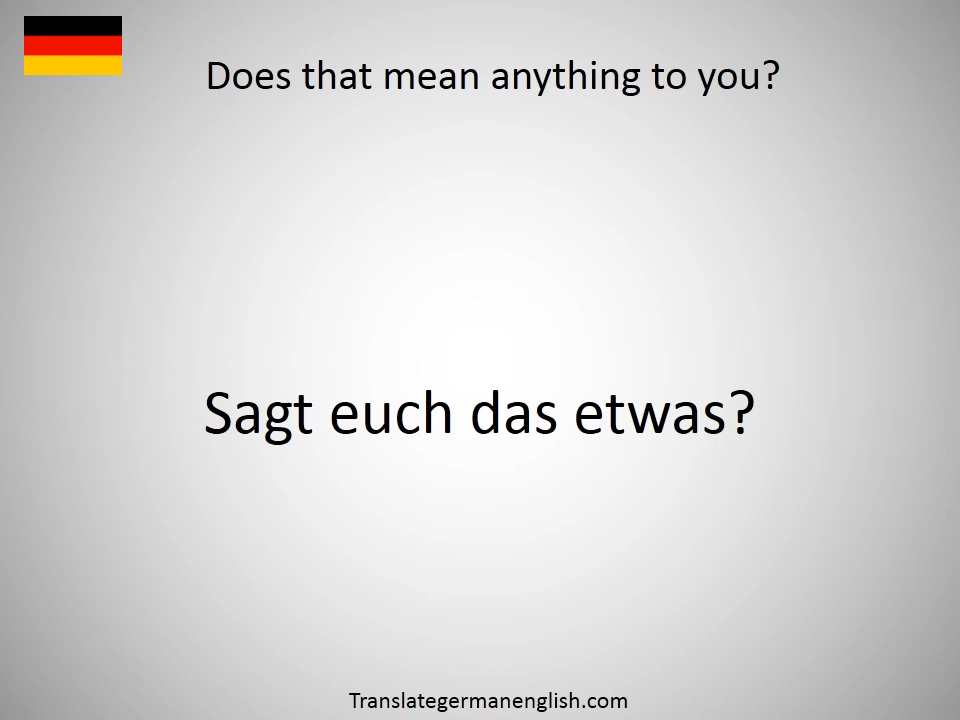 Does that mean anything to you?
Sagt euch das etwas?
Translategermanenglish.com